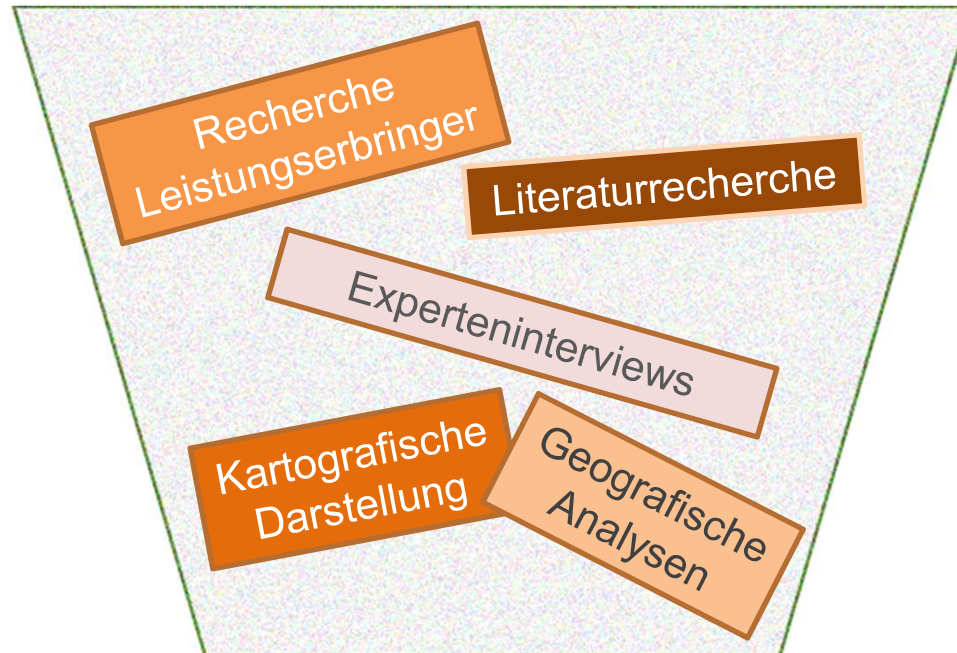 Recherche
Leistungserbringer
Literaturrecherche
Experteninterviews
Kartografische
Darstellung
Geografische
Analysen